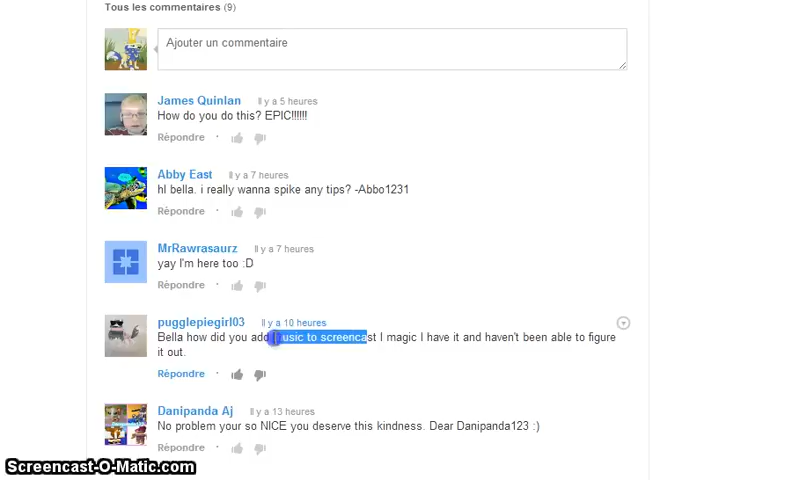 Tous les commentaires (9)
Ajouter un commentaire
James Quinlan Il y a 5 heures
How do you do this? EPIC!!!!!!
Répondre ·
Abby East Il y a 7 heures
hI bella. i really wanna spike any tips? -Abbo1231
Répondre ·
MrRawrasaurz Il y a 7 heures
yay I'm here too :D
Répondre ·
pugglepiegirl03 Il y a 10 heures
Bella how did you add music to screencast I magic I have it and haven't been able to figure
it out.
Répondre ·
Danipanda Aj Il y a 13 heures
No problem your so NICE you deserve this kindness. Dear Danipanda123 :)
Répondre ·
Screencast-O-Matic.com